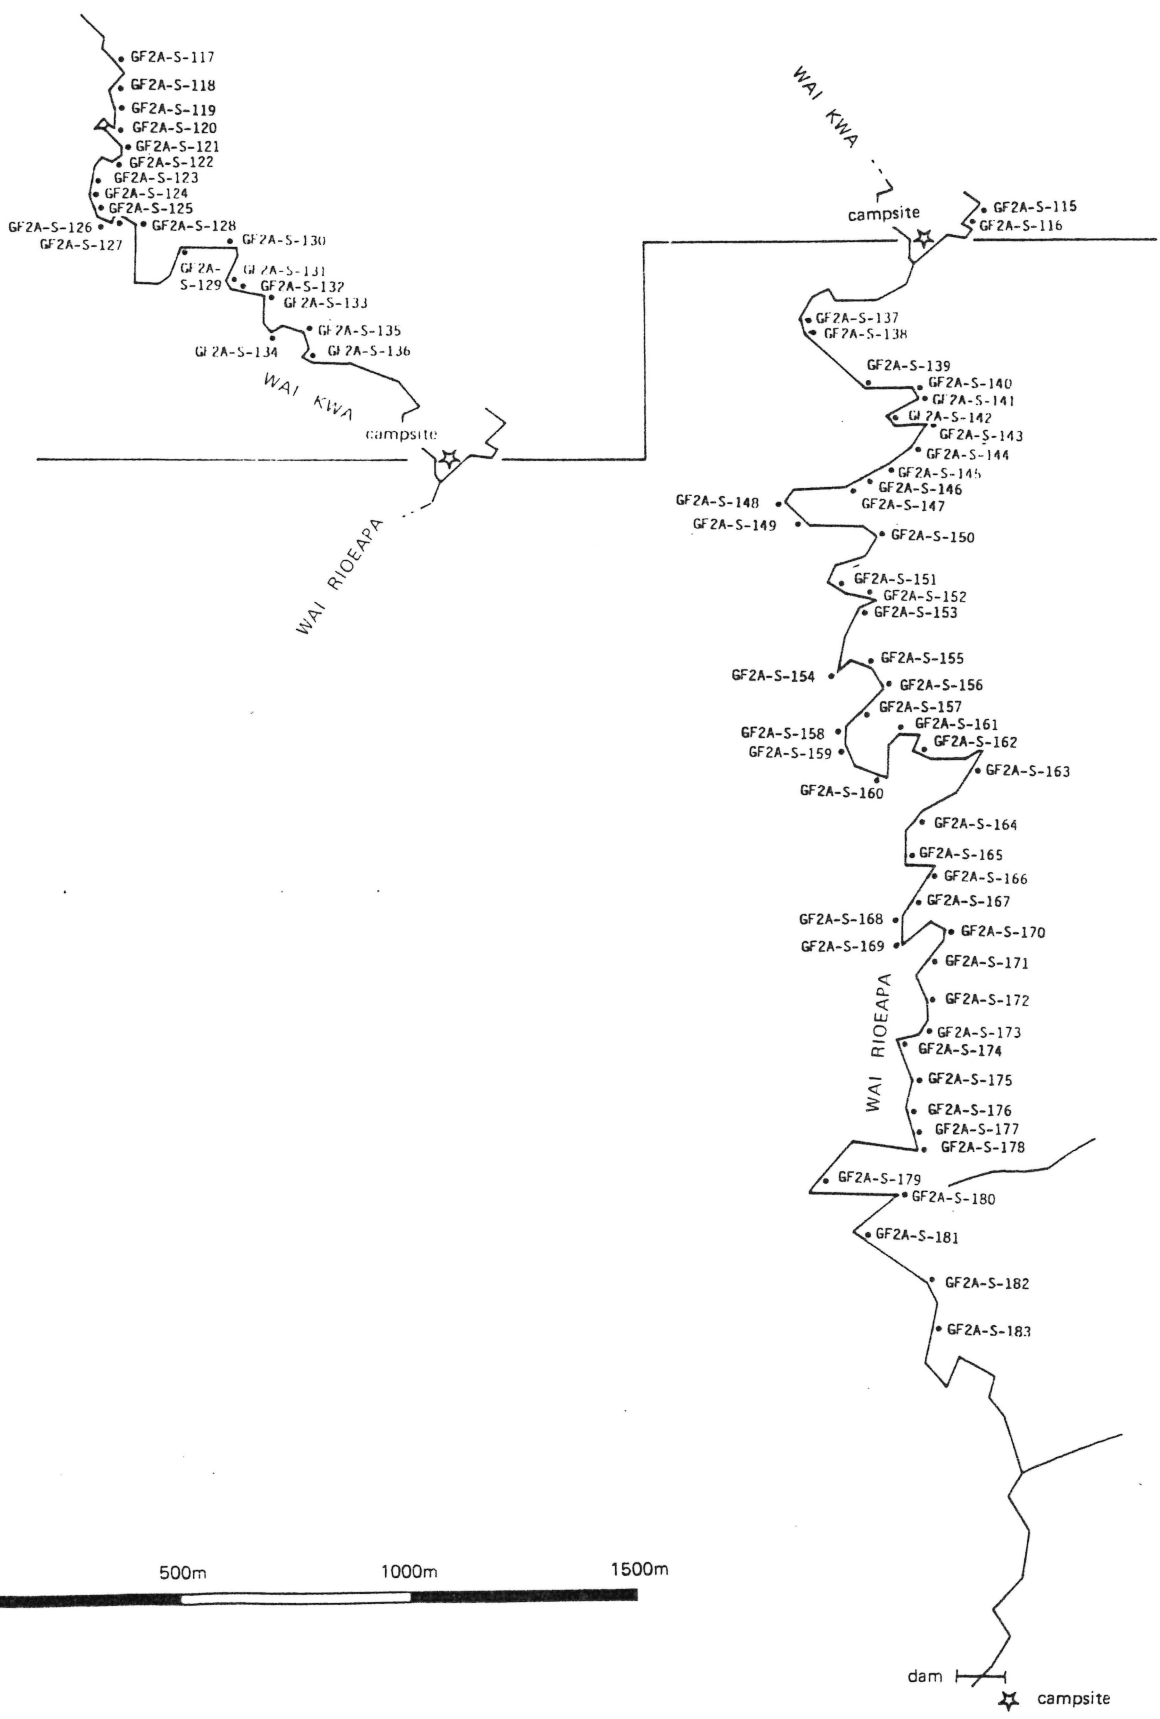 GF2A-S-117
GF2A-S-118
GF2A-S-119
GF2A-S-120
GF2A-S-121
GF2A-S-122
GF2A-S-123
GF2A-S-124
GF2A-S-125
GF2A-S-126
GF2A-S-127
GF2A-S-128
GF2A-
S-129
GF2A-S-130
GF2A-S-131
GF2A-S-132
GF2A-S-133
GF2A-S-134
GF2A-S-135
GF2A-S-136
WAI KWA
campsite
WAI RIOEAPA
WAI KWA
campsite
GF2A-S-115
GF2A-S-116
GF2A-S-137
GF2A-S-138
GF2A-S-139
GF2A-S-140
GF2A-S-141
GF2A-S-142
GF2A-S-143
GF2A-S-144
GF2A-S-145
GF2A-S-146
GF2A-S-147
GF2A-S-148
GF2A-S-149
GF2A-S-150
GF2A-S-151
GF2A-S-152
GF2A-S-153
GF2A-S-154
GF2A-S-155
GF2A-S-156
GF2A-S-157
GF2A-S-158
GF2A-S-159
GF2A-S-160
GF2A-S-161
GF2A-S-162
GF2A-S-163
GF2A-S-164
GF2A-S-165
GF2A-S-166
GF2A-S-167
GF2A-S-168
GF2A-S-169
GF2A-S-170
GF2A-S-171
GF2A-S-172
GF2A-S-173
GF2A-S-174
WAI RIOEAPA
GF2A-S-175
GF2A-S-176
GF2A-S-177
GF2A-S-178
GF2A-S-179
GF2A-S-180
GF2A-S-181
GF2A-S-182
GF2A-S-183
500m 1000m 1500m
dam
campsite